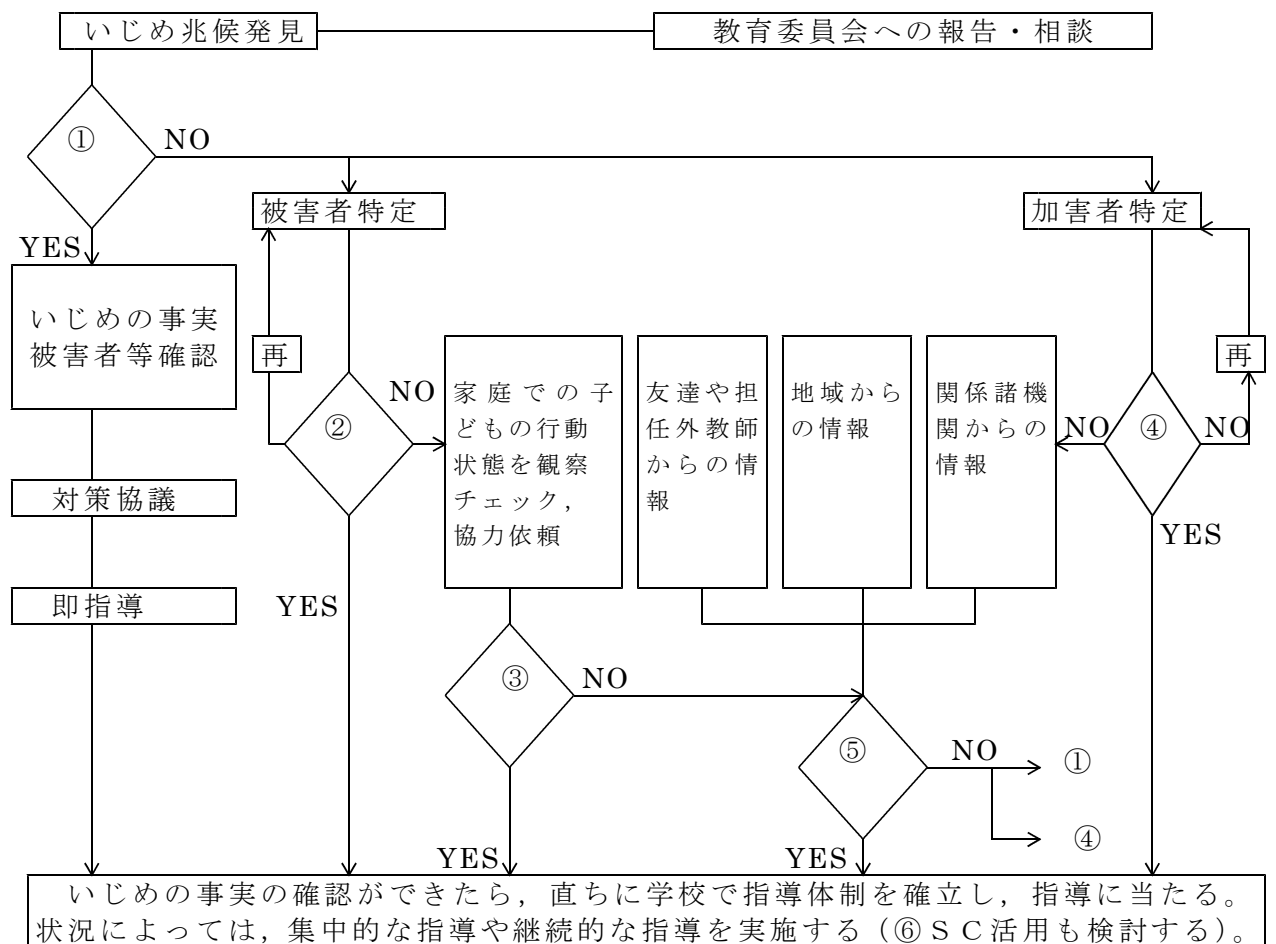 いじめ兆候発見
教育委員会への報告・相談
①
NO
被害者特定
加害者特定
YES
いじめの事実
被害者等確認
再
再
NO
②
家庭での子
どもの行動
状態を観察
チェック，
協力依頼
友達や担
任外教師
からの情
報
地域から
の情報
関係諸機
関からの
情報
NO
④
NO
対策協議
YES
即指導
YES
③
NO
⑤
NO
①
④
YES
YES
いじめの事実の確認ができたら，直ちに学校で指導体制を確立し，指導に当たる。
状況によっては，集中的な指導や継続的な指導を実施する（⑥ＳＣ活用も検討する）。